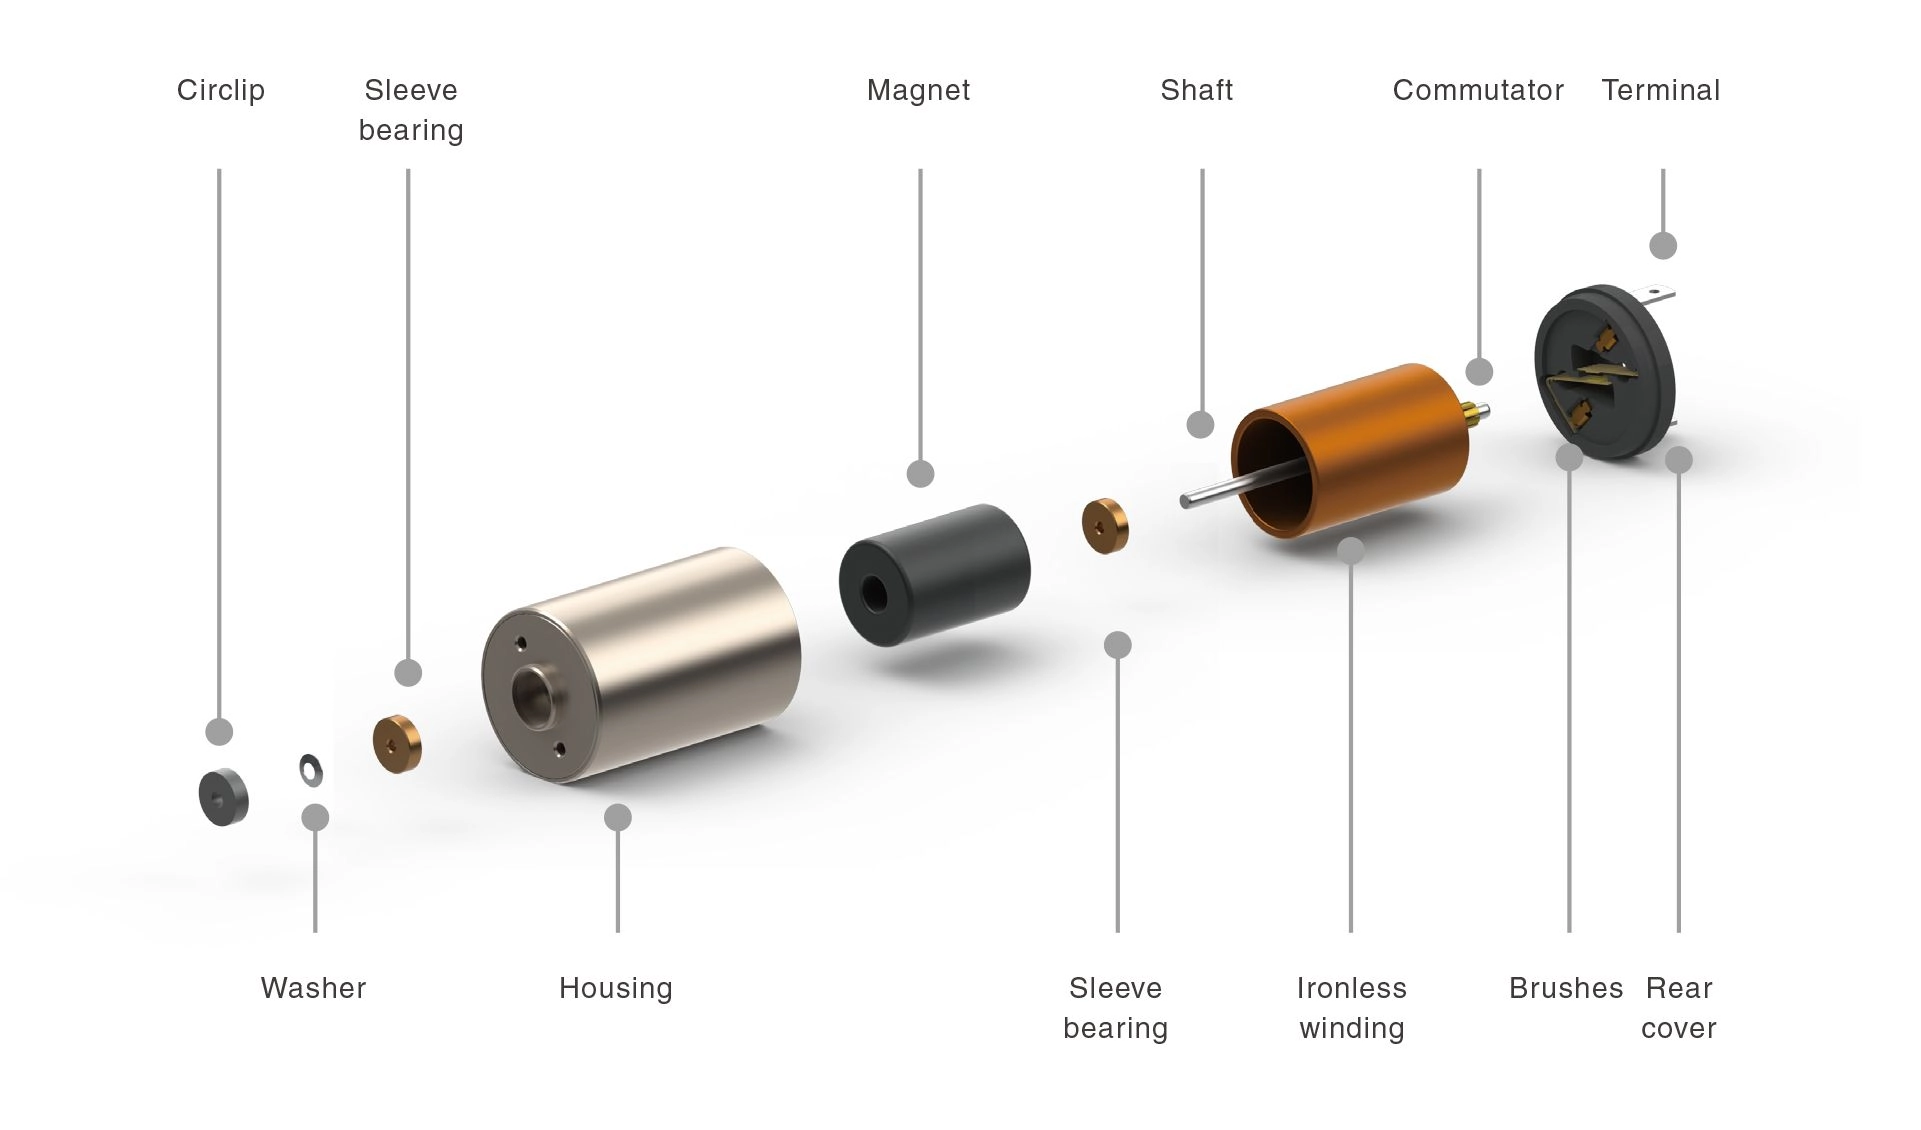 Circlip
Sleeve
bearing
Magnet
Shaft
Commutator
Terminal
Washer
Housing
Sleeve
bearing
Ironless
winding
Brushes
Rear
cover